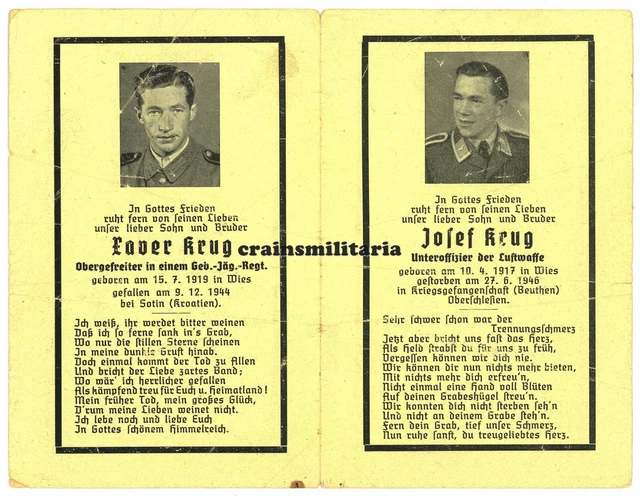 In Gottes Frieden
ruht fern von seinen Lieben
unser lieber Sohn und Bruder
Xaver Krug
Obergefreiter in einem Geb.-Jäg.-Regt.
geboren am 15. 7. 1919 in Wies
gefallen am 9. 12. 1944
bei Sotin (Kroatien).
Ich weiß, ihr werdet bitter weinen
Daß ich so ferne sank in's Grab,
Wo nur die stillen Sterne scheinen
In meine dunkle Gruft hinab.
Doch einmal kommt der Tod zu Allen
Und bricht der Liebe zartes Band;
Wo wär' ich herrlicher gefallen
Als kämpfend treu für Euch u. Heimatland!
Mein früher Tod, mein großes Glück,
D'rum meine Lieben weinet nicht.
Ich lebe noch und liebe Euch
In Gottes schönem Himmelreich.
crainsmilitaria
In Gottes Frieden
ruht fern von seinen Lieben
unser lieber Sohn und Bruder
Josef Krug
Unteroffizier der Luftwaffe
geboren am 10. 4. 1917 in Wies
gestorben am 27. 6. 1946
in Kriegsgefangenschaft (Beuthen)
Oberschlesien.
Sehr schwer schon war der
Trennungsschmerz
Jetzt aber bricht uns fast das Herz,
Als Held starbst du für uns zu früh,
Vergessen können wir dich nie.
Wir können dir nun nichts mehr bieten,
Mit nichts mehr dich erfreu'n,
Nicht einmal eine Hand voll Blüten
Auf deinen Grabeshügel streu'n.
Wir konnten dich nicht sterben seh'n
Und nicht an deinem Grabe steh'n.
Fern dein Grab, tief unser Schmerz,
Nun ruhe sanft, du treugeliebtes Herz.